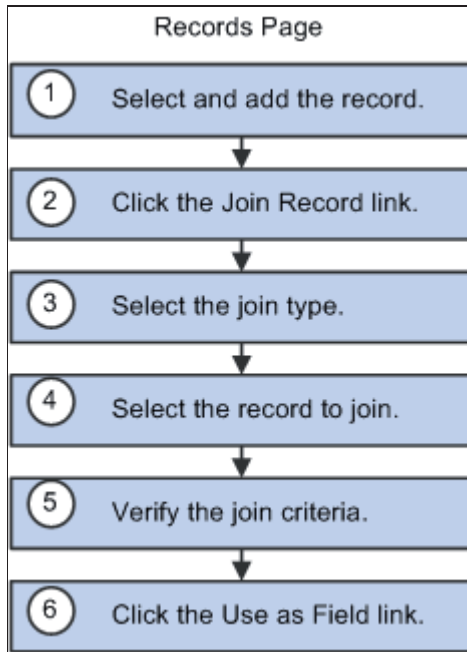 Records Page
1 Select and add the record.
2 Click the Join Record link.
3 Select the join type.
4 Select the record to join.
5 Verify the join criteria.
6 Click the Use as Field link.